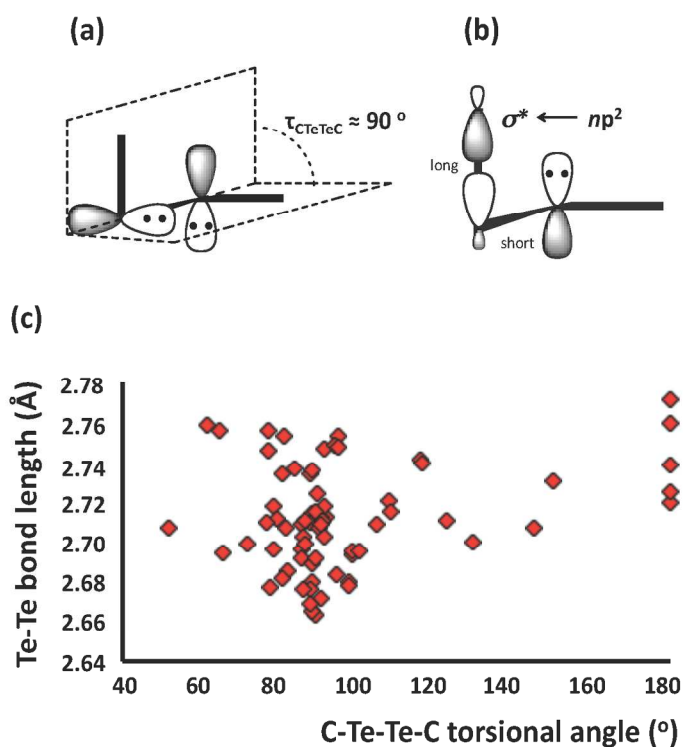 (a)
τCTeTeC ≈ 90 °
(b)
σ* ← np²
long
short
(c)
Te-Te bond length (Å)
2.78
2.76
2.74
2.72
2.70
2.68
2.66
2.64
40 60 80 100 120 140 160 180
C-Te-Te-C torsional angle (°)